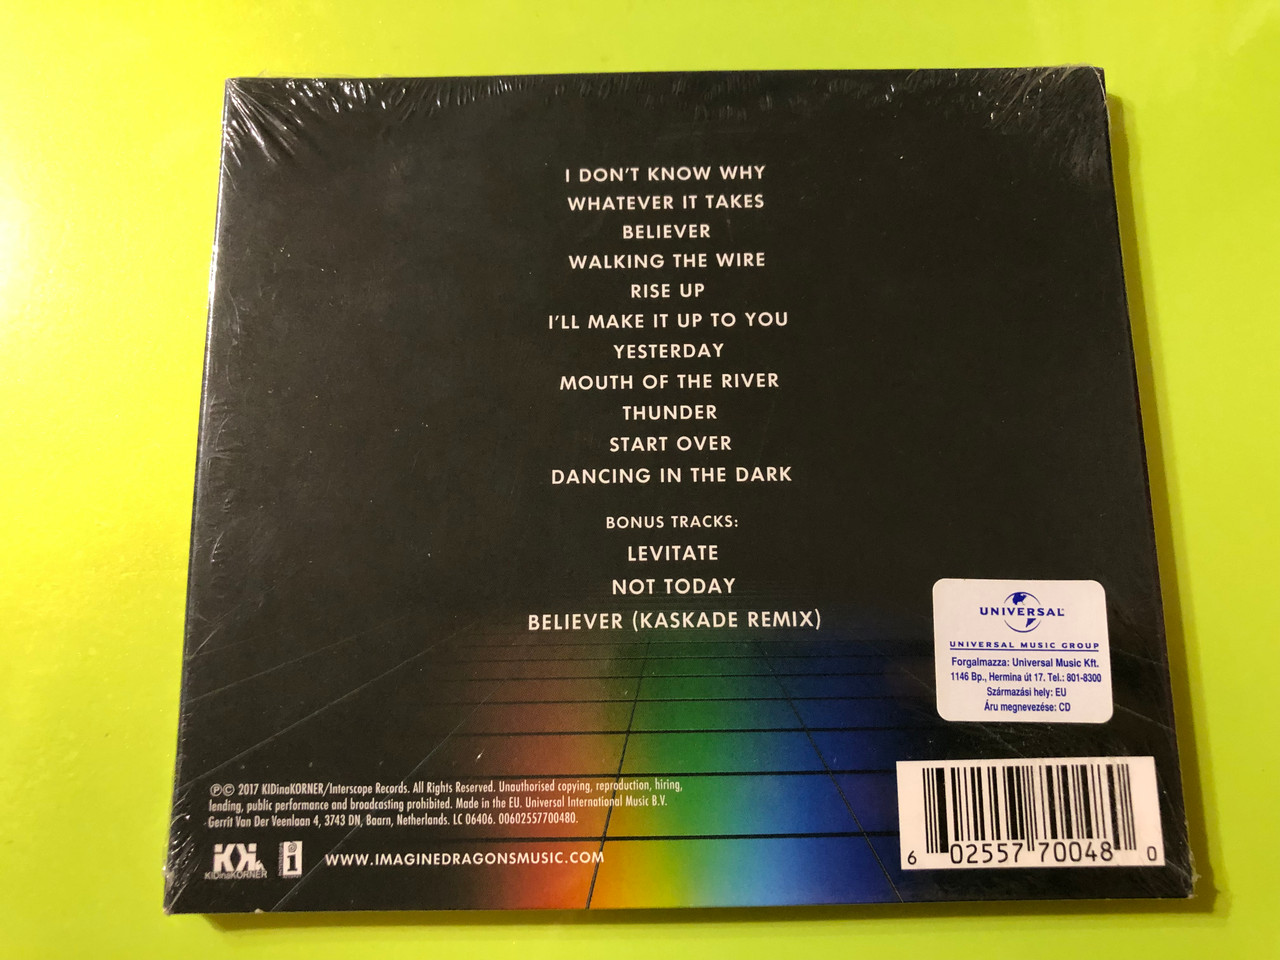 I DON'T KNOW WHY
WHATEVER IT TAKES
BELIEVER
WALKING THE WIRE
RISE UP
I'LL MAKE IT UP TO YOU
YESTERDAY
MOUTH OF THE RIVER
THUNDER
START OVER
DANCING IN THE DARK
BONUS TRACKS:
LEVITATE
NOT TODAY
BELIEVER (KASKADE REMIX)
UNIVERSAL
UNIVERSAL MUSIC GROUP
Forgalmazza: Universal Music Kft.
1146 Bp., Hermina út 17. Tel.: 801-8300
Származási hely: EU
Áru megnevezése: CD
℗© 2017 KIDinaKORNER/Interscope Records. All Rights Reserved. Unauthorised copying, reproduction, hiring,
lending, public performance and broadcasting prohibited. Made in the EU. Universal International Music B.V.
Gerrit Van Der Veenlaan 4, 3743 DN, Baarn, Netherlands. LC 06406. 00602557700480.
KIDinaKORNER
WWW.IMAGINEDRAGONSMUSIC.COM
6 02557 70048 0